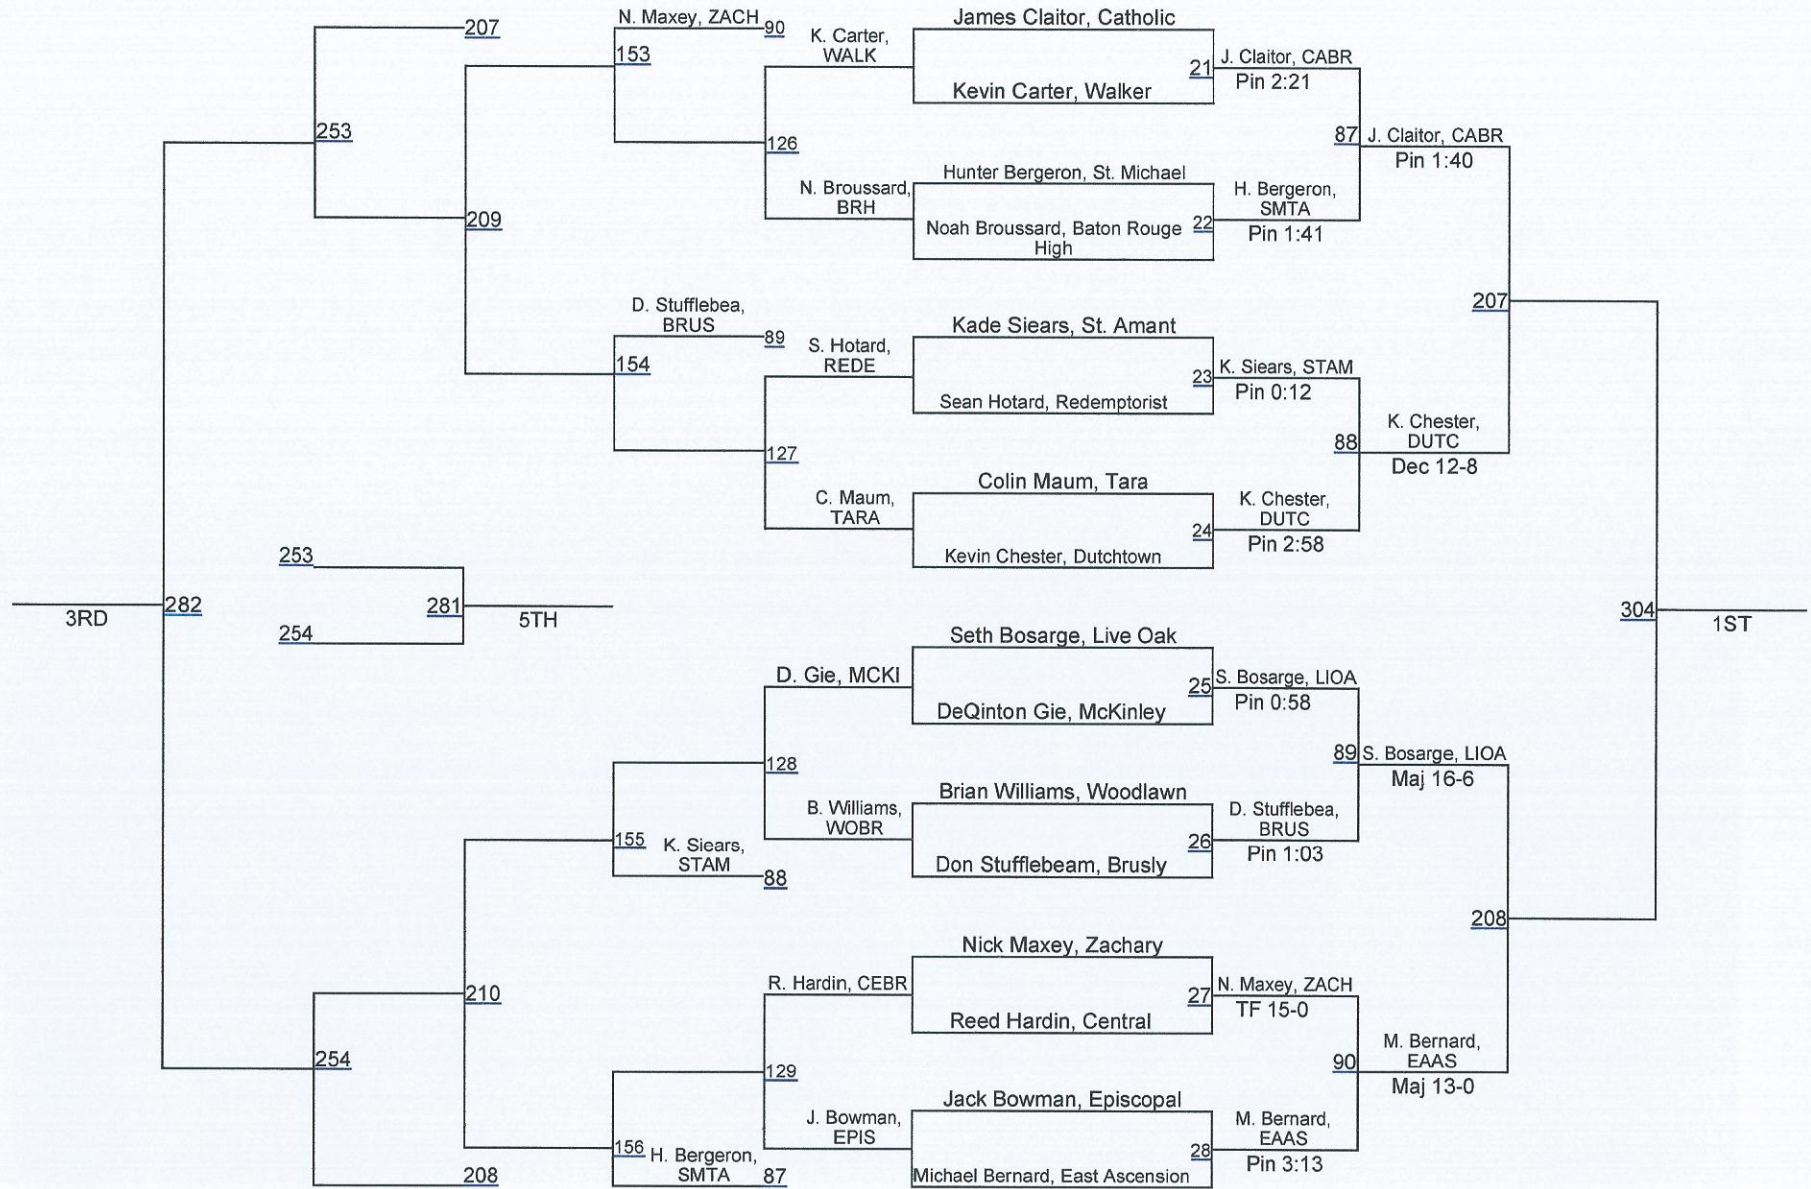 207
N. Maxey, ZACH
90
153
K. Carter,
WALK
James Claitor, Catholic
21
J. Claitor, CABR
Pin 2:21
Kevin Carter, Walker
253
126
87
J. Claitor, CABR
Pin 1:40
209
N. Broussard,
BRH
Hunter Bergeron, St. Michael
22
H. Bergeron,
SMTA
Pin 1:41
Noah Broussard, Baton Rouge
High
207
D. Stufflebea,
BRUS
89
154
S. Hotard,
REDE
Kade Siears, St. Amant
23
K. Siears, STAM
Pin 0:12
Sean Hotard, Redemptorist
127
88
K. Chester,
DUTC
Dec 12-8
C. Maum,
TARA
Colin Maum, Tara
24
K. Chester,
DUTC
Pin 2:58
Kevin Chester, Dutchtown
253
3RD
282
281
5TH
254
304
1ST
Seth Bosarge, Live Oak
D. Gie, MCKI
25
S. Bosarge, LIOA
Pin 0:58
DeQinton Gie, McKinley
128
89
S. Bosarge, LIOA
Maj 16-6
B. Williams,
WOBR
Brian Williams, Woodlawn
26
D. Stufflebea,
BRUS
Pin 1:03
155
K. Siears,
STAM
88
Don Stufflebeam, Brusly
208
Nick Maxey, Zachary
210
R. Hardin, CEBR
27
N. Maxey, ZACH
TF 15-0
Reed Hardin, Central
254
129
90
M. Bernard,
EAAS
Maj 13-0
J. Bowman,
EPIS
Jack Bowman, Episcopal
28
M. Bernard,
EAAS
Pin 3:13
156
H. Bergeron,
SMTA
87
208
Michael Bernard, East Ascension